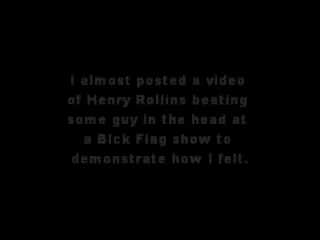 I almost posted a video
of Henry Rollins beating
some guy in the head at
a Blck Flag show to
demonstrate how I felt.